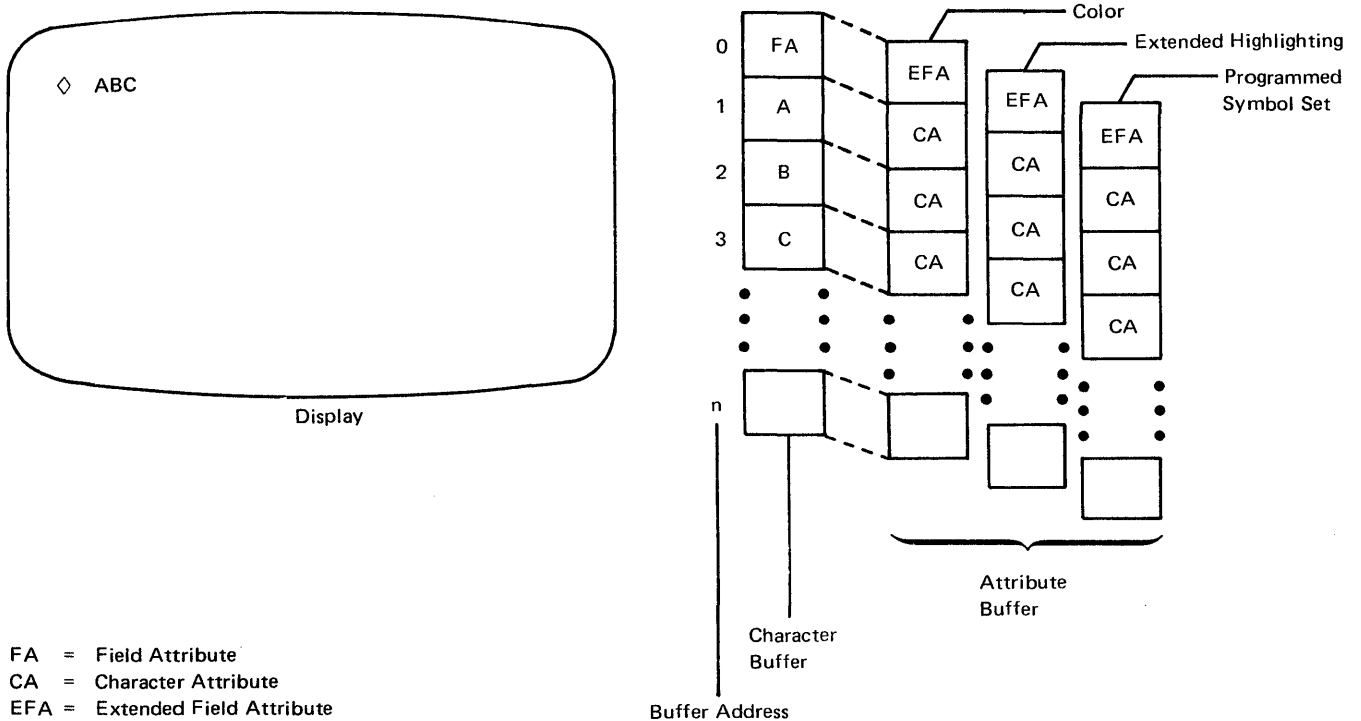 ◇ ABC
Display
FA = Field Attribute
CA = Character Attribute
EFA = Extended Field Attribute
0
1
2
3
n
FA
A
B
C
EFA
CA
CA
CA
EFA
CA
CA
CA
EFA
CA
CA
CA
Color
Extended Highlighting
Programmed
Symbol Set
Attribute
Buffer
Character
Buffer
Buffer Address